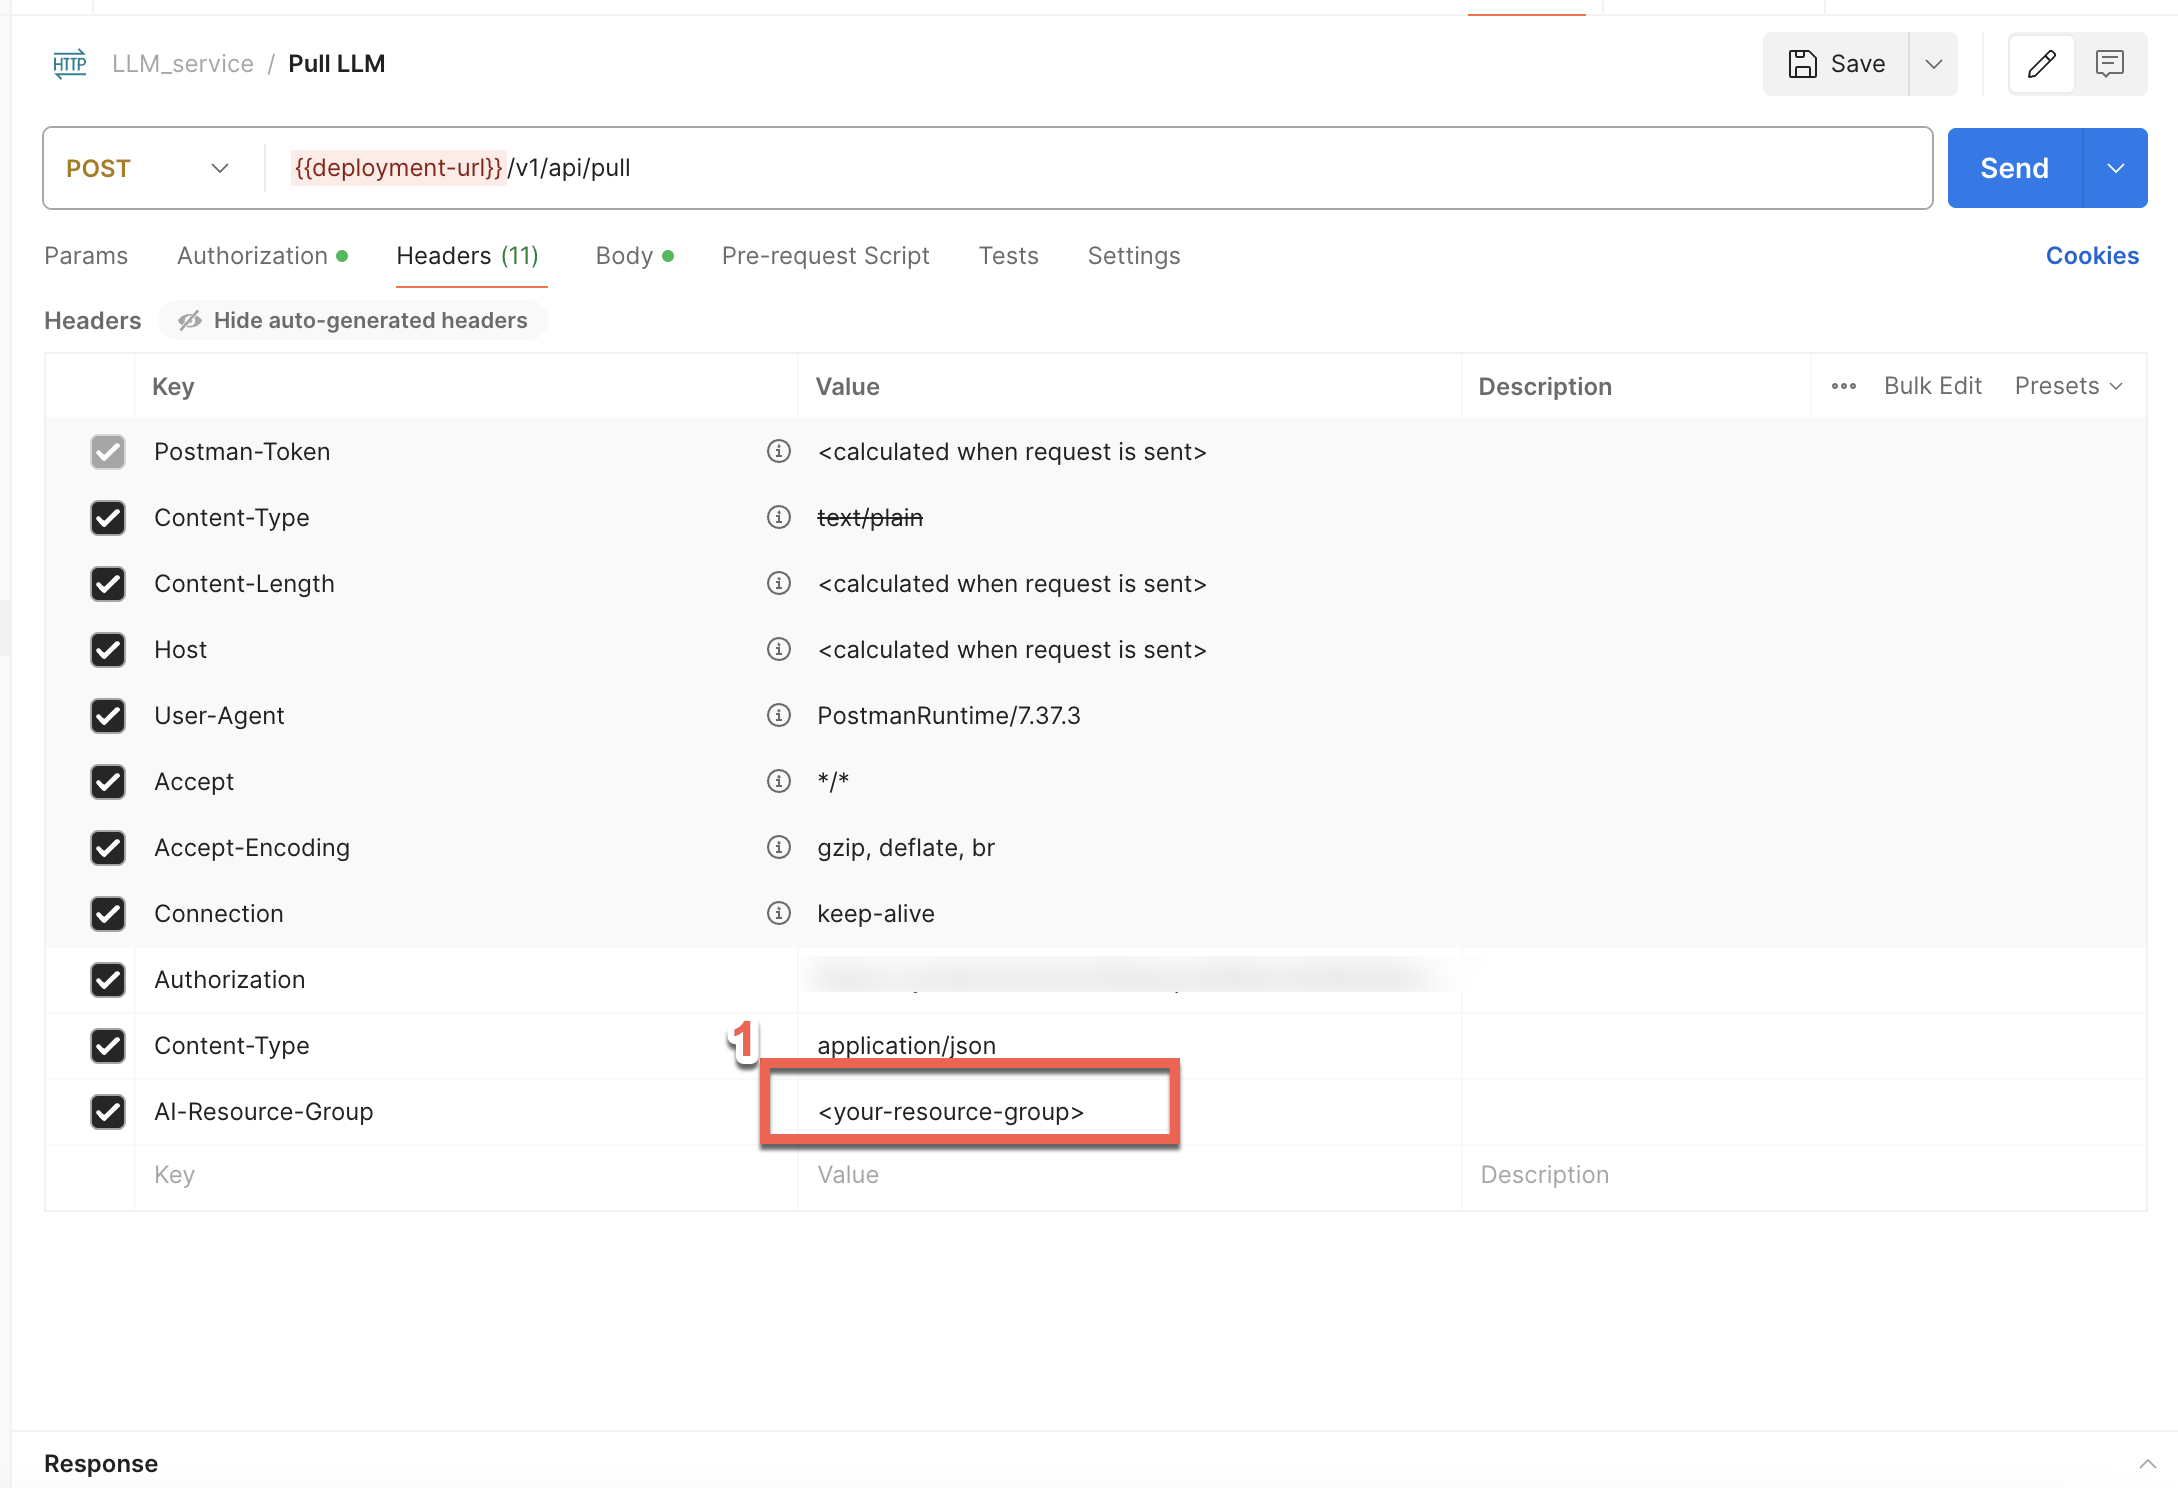 HTTP LLM_service / Pull LLM Save
POST {{deployment-url}}/v1/api/pull Send
Params Authorization Headers (11) Body Pre-request Script Tests Settings Cookies
Headers Hide auto-generated headers
Key Value Description Bulk Edit Presets
Postman-Token <calculated when request is sent>
Content-Type text/plain
Content-Length <calculated when request is sent>
Host <calculated when request is sent>
User-Agent PostmanRuntime/7.37.3
Accept */*
Accept-Encoding gzip, deflate, br
Connection keep-alive
Authorization
Content-Type application/json
1
AI-Resource-Group <your-resource-group>
Key Value Description
Response